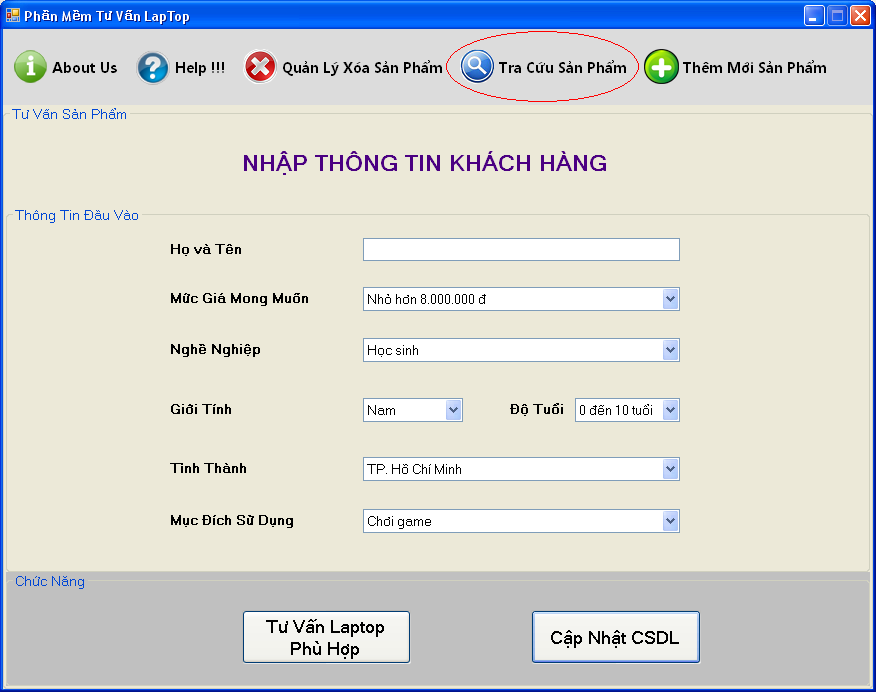 Phần Mềm Tư Vấn LapTop
About Us Help !!! Quản Lý Xóa Sản Phẩm Tra Cứu Sản Phẩm Thêm Mới Sản Phẩm
Tư Vấn Sản Phẩm
NHẬP THÔNG TIN KHÁCH HÀNG
Thông Tin Đầu Vào
Họ và Tên
Mức Giá Mong Muốn Nhỏ hơn 8.000.000 đ
Nghề Nghiệp Học sinh
Giới Tính Nam Độ Tuổi 0 đến 10 tuổi
Tỉnh Thành TP. Hồ Chí Minh
Mục Đích Sử Dụng Chơi game
Chức Năng
Tư Vấn Laptop
Phù Hợp
Cập Nhật CSDL